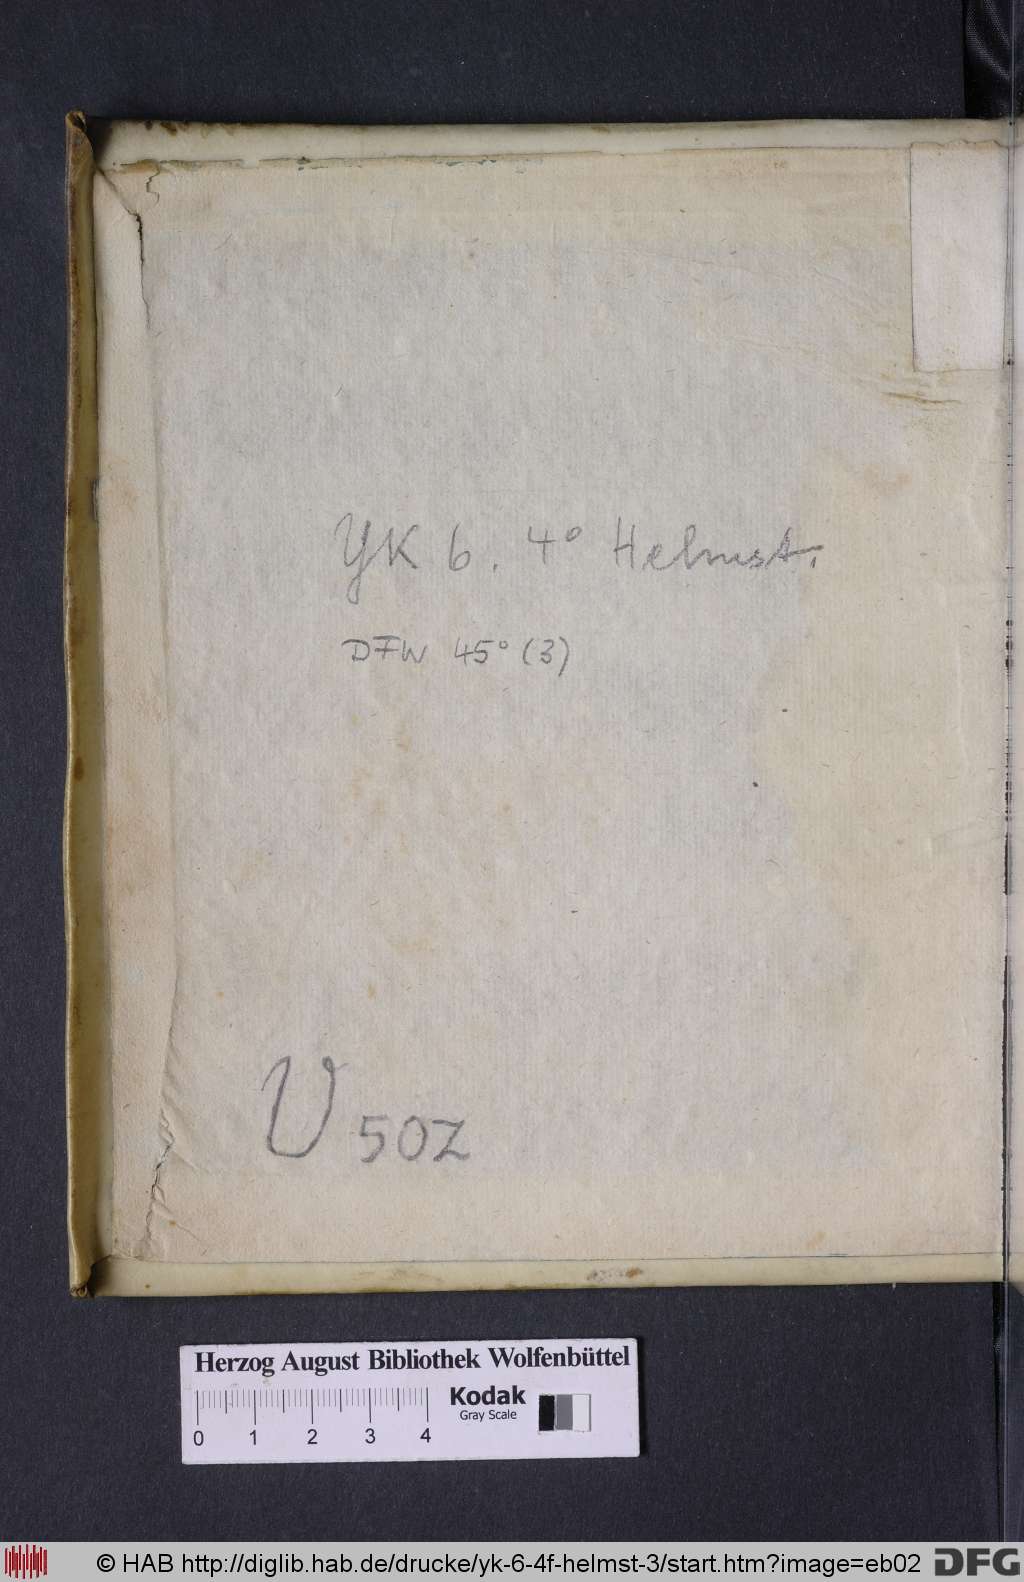 YK 6. 4° Helmst.
DFW 45° (3)
U 502
Herzog August Bibliothek Wolfenbüttel
Kodak
Gray Scale
0 1 2 3 4
© HAB http://diglib.hab.de/drucke/yk-6-4f-helmst-3/start.htm?image=eb02 DFG